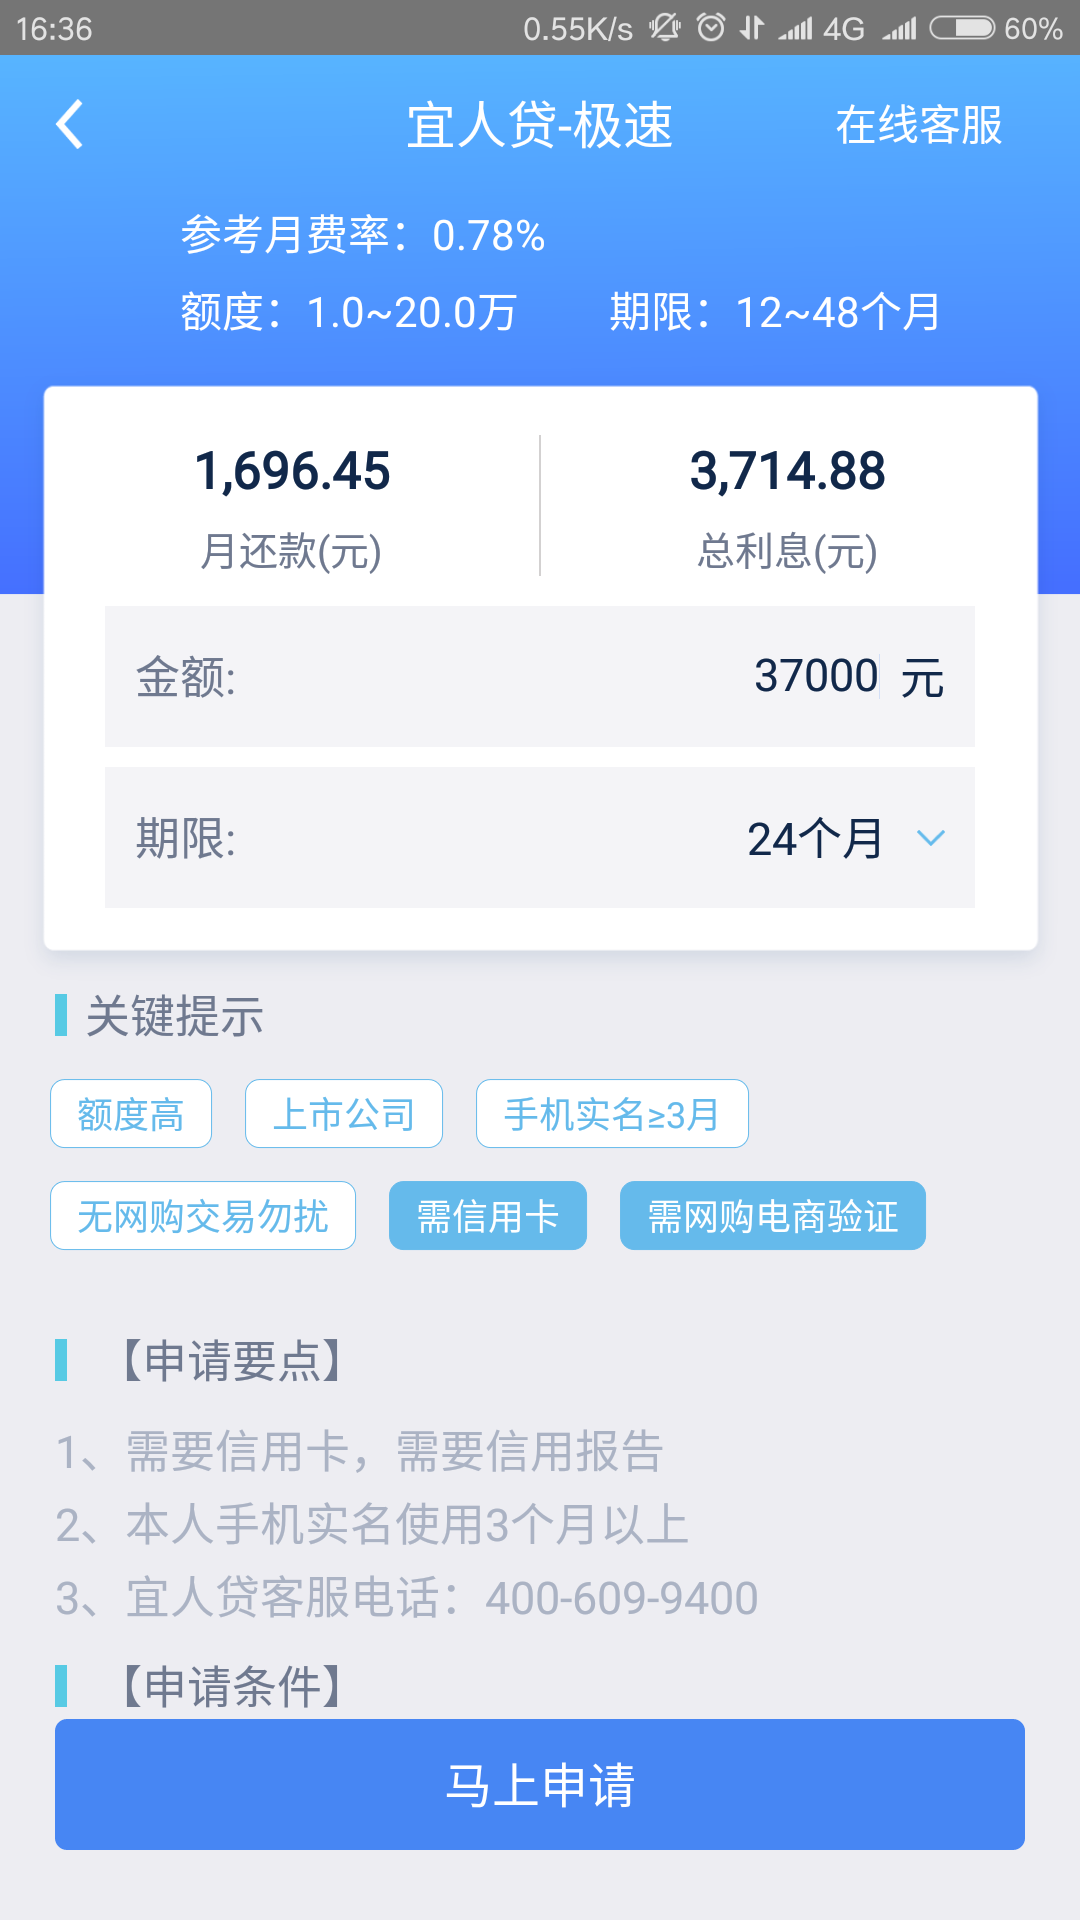 16:36 0.55K/s 4G 60%
宜人贷-极速 在线客服
参考月费率：0.78%
额度：1.0~20.0万 期限：12~48个月
1,696.45 3,714.88
月还款(元) 总利息(元)
金额: 37000 元
期限: 24个月
关键提示
额度高 上市公司 手机实名≥3月
无网购交易勿扰 需信用卡 需网购电商验证
【申请要点】
1、需要信用卡，需要信用报告
2、本人手机实名使用3个月以上
3、宜人贷客服电话：400-609-9400
【申请条件】
马上申请